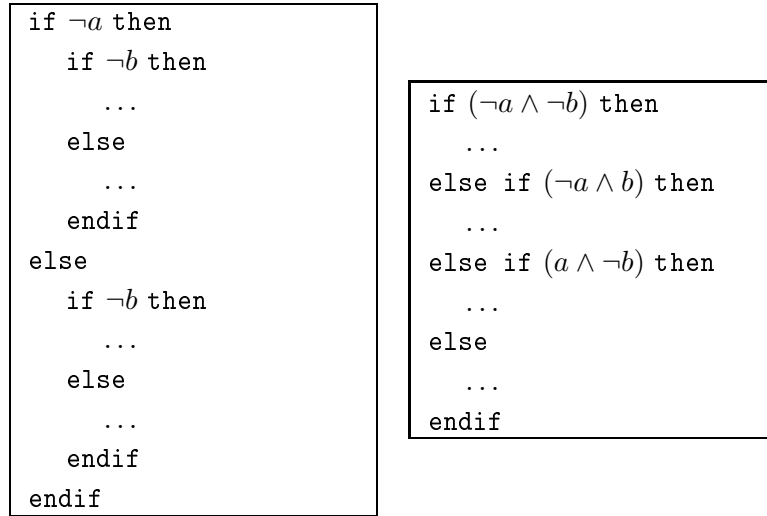 if ¬a then
if ¬b then
...
else
...
endif
else
if ¬b then
...
else
...
endif
endif
if (¬a ∧ ¬b) then
...
else if (¬a ∧ b) then
...
else if (a ∧ ¬b) then
...
else
...
endif